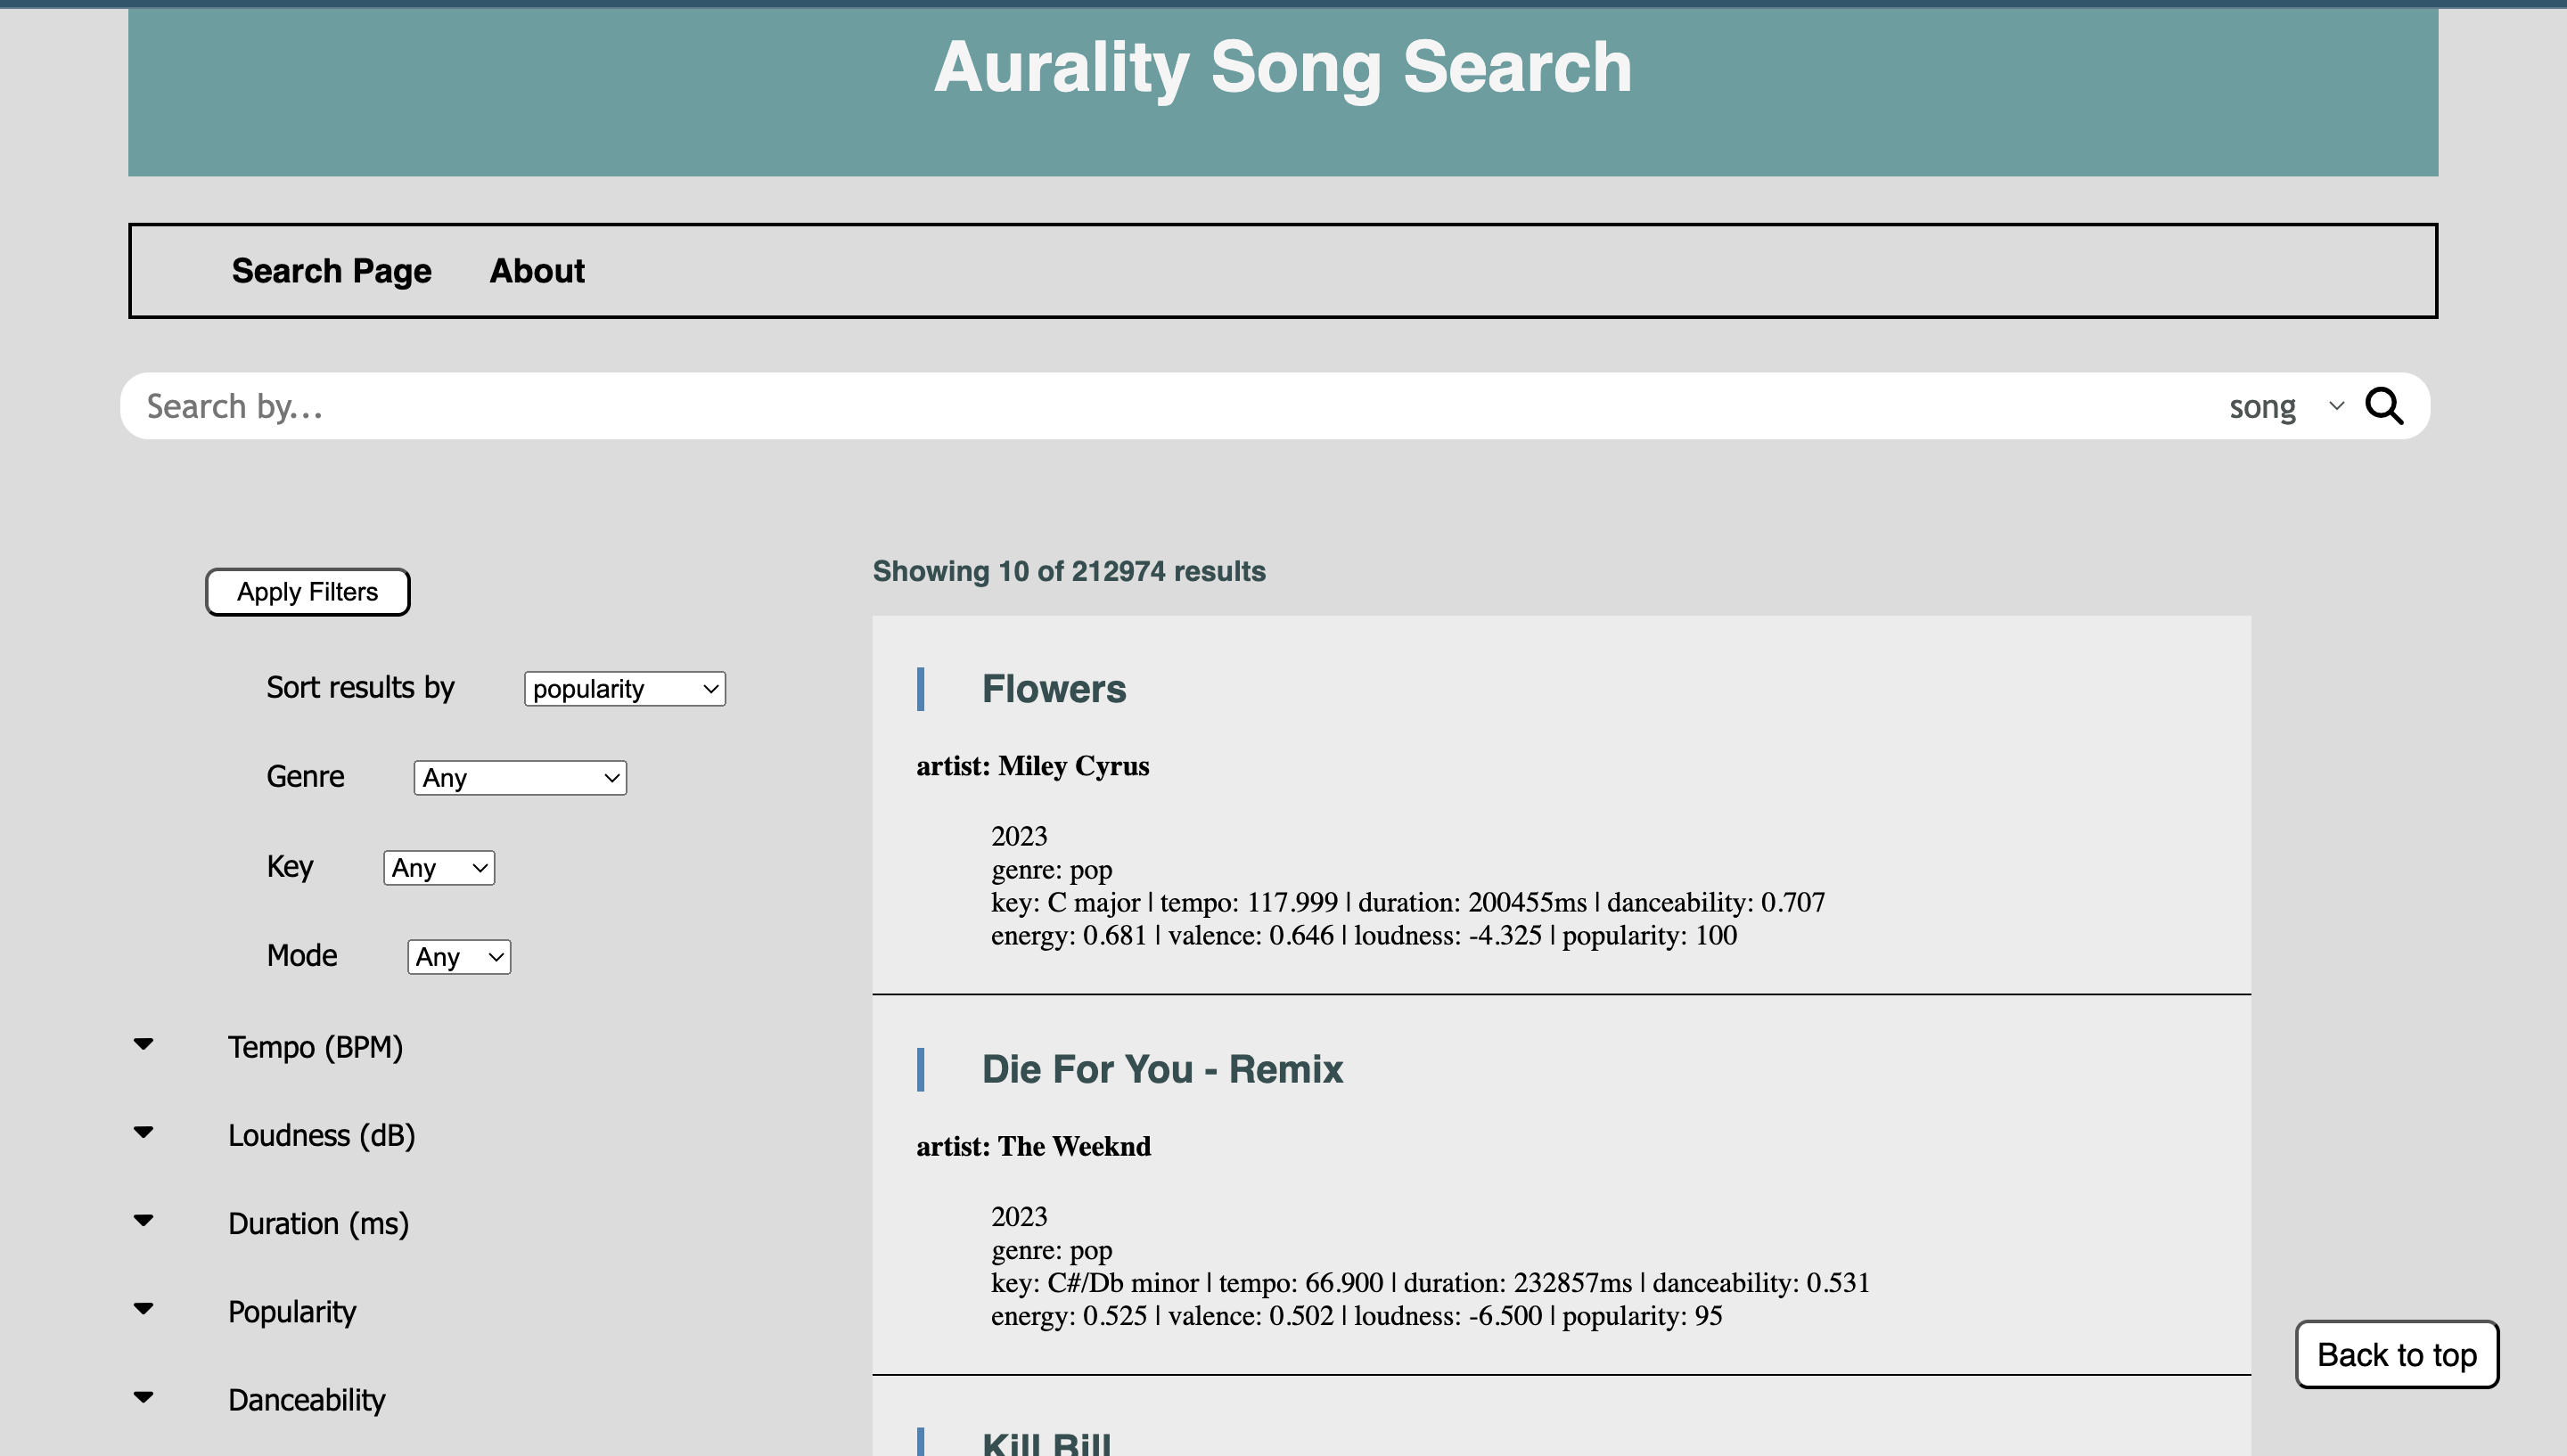 Aurality Song Search
Search Page About
Search by...
song
Apply Filters
Sort results by popularity
Genre Any
Key Any
Mode Any
Tempo (BPM)
Loudness (dB)
Duration (ms)
Popularity
Danceability
Showing 10 of 212974 results
Flowers
artist: Miley Cyrus
2023
genre: pop
key: C major | tempo: 117.999 | duration: 200455ms | danceability: 0.707
energy: 0.681 | valence: 0.646 | loudness: -4.325 | popularity: 100
Die For You - Remix
artist: The Weeknd
2023
genre: pop
key: C#/Db minor | tempo: 66.900 | duration: 232857ms | danceability: 0.531
energy: 0.525 | valence: 0.502 | loudness: -6.500 | popularity: 95
Kill Bill
Back to top